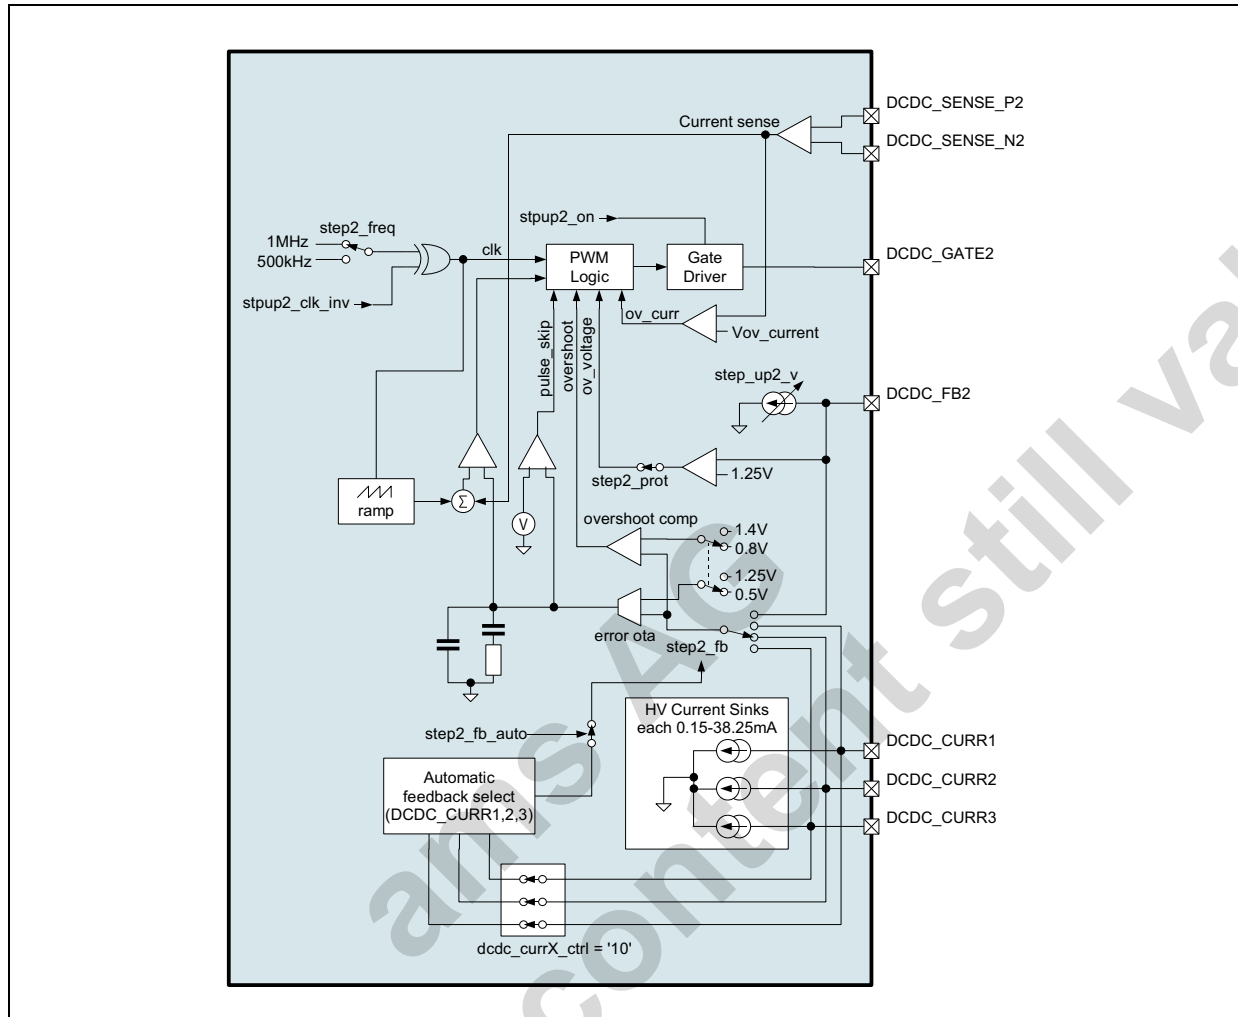 DCDC_SENSE_P2
Current sense
DCDC_SENSE_N2
stpup2_on
step2_freq
1MHz
500kHz
clk
PWM
Logic
Gate
Driver
DCDC_GATE2
stpup2_clk_inv
pulse_skip
overshoot
ov_voltage
ov_curr
Vov_current
step_up2_v
DCDC_FB2
1.25V
step2_prot
ramp
Σ
V
overshoot comp
1.4V
0.8V
1.25V
0.5V
error ota
step2_fb
HV Current Sinks
each 0.15-38.25mA
step2_fb_auto
DCDC_CURR1
DCDC_CURR2
DCDC_CURR3
Automatic
feedback select
(DCDC_CURR1,2,3)
dcdc_currX_ctrl = '10'
ams AG
content still val